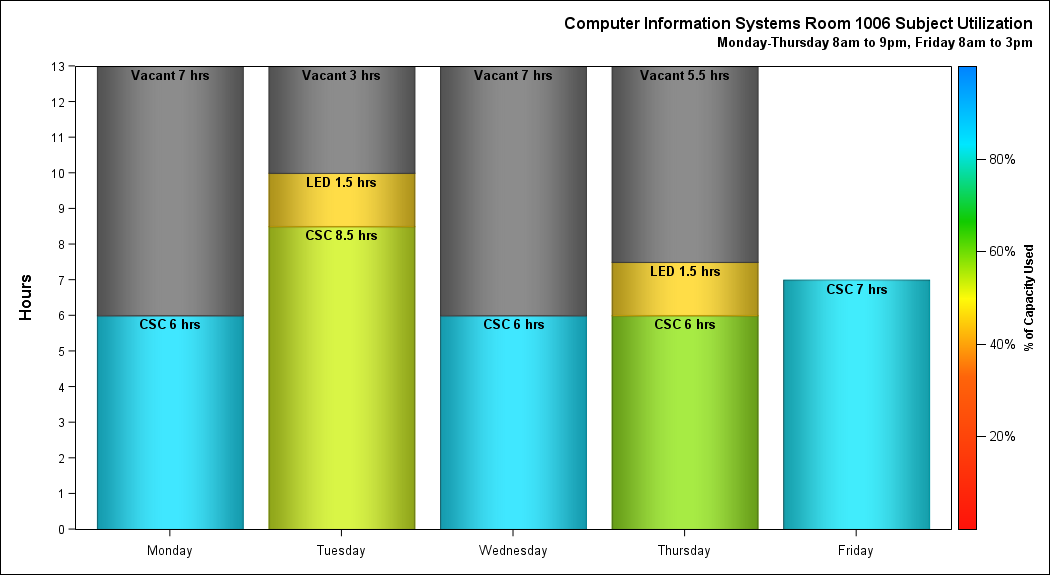 Computer Information Systems Room 1006 Subject Utilization
Monday-Thursday 8am to 9pm, Friday 8am to 3pm
Hours
13
12
11
10
9
8
7
6
5
4
3
2
1
0
Vacant 7 hrs
CSC 6 hrs
Vacant 3 hrs
LED 1.5 hrs
CSC 8.5 hrs
Vacant 7 hrs
CSC 6 hrs
Vacant 5.5 hrs
LED 1.5 hrs
CSC 6 hrs
CSC 7 hrs
Monday
Tuesday
Wednesday
Thursday
Friday
80%
60%
40%
20%
% of Capacity Used